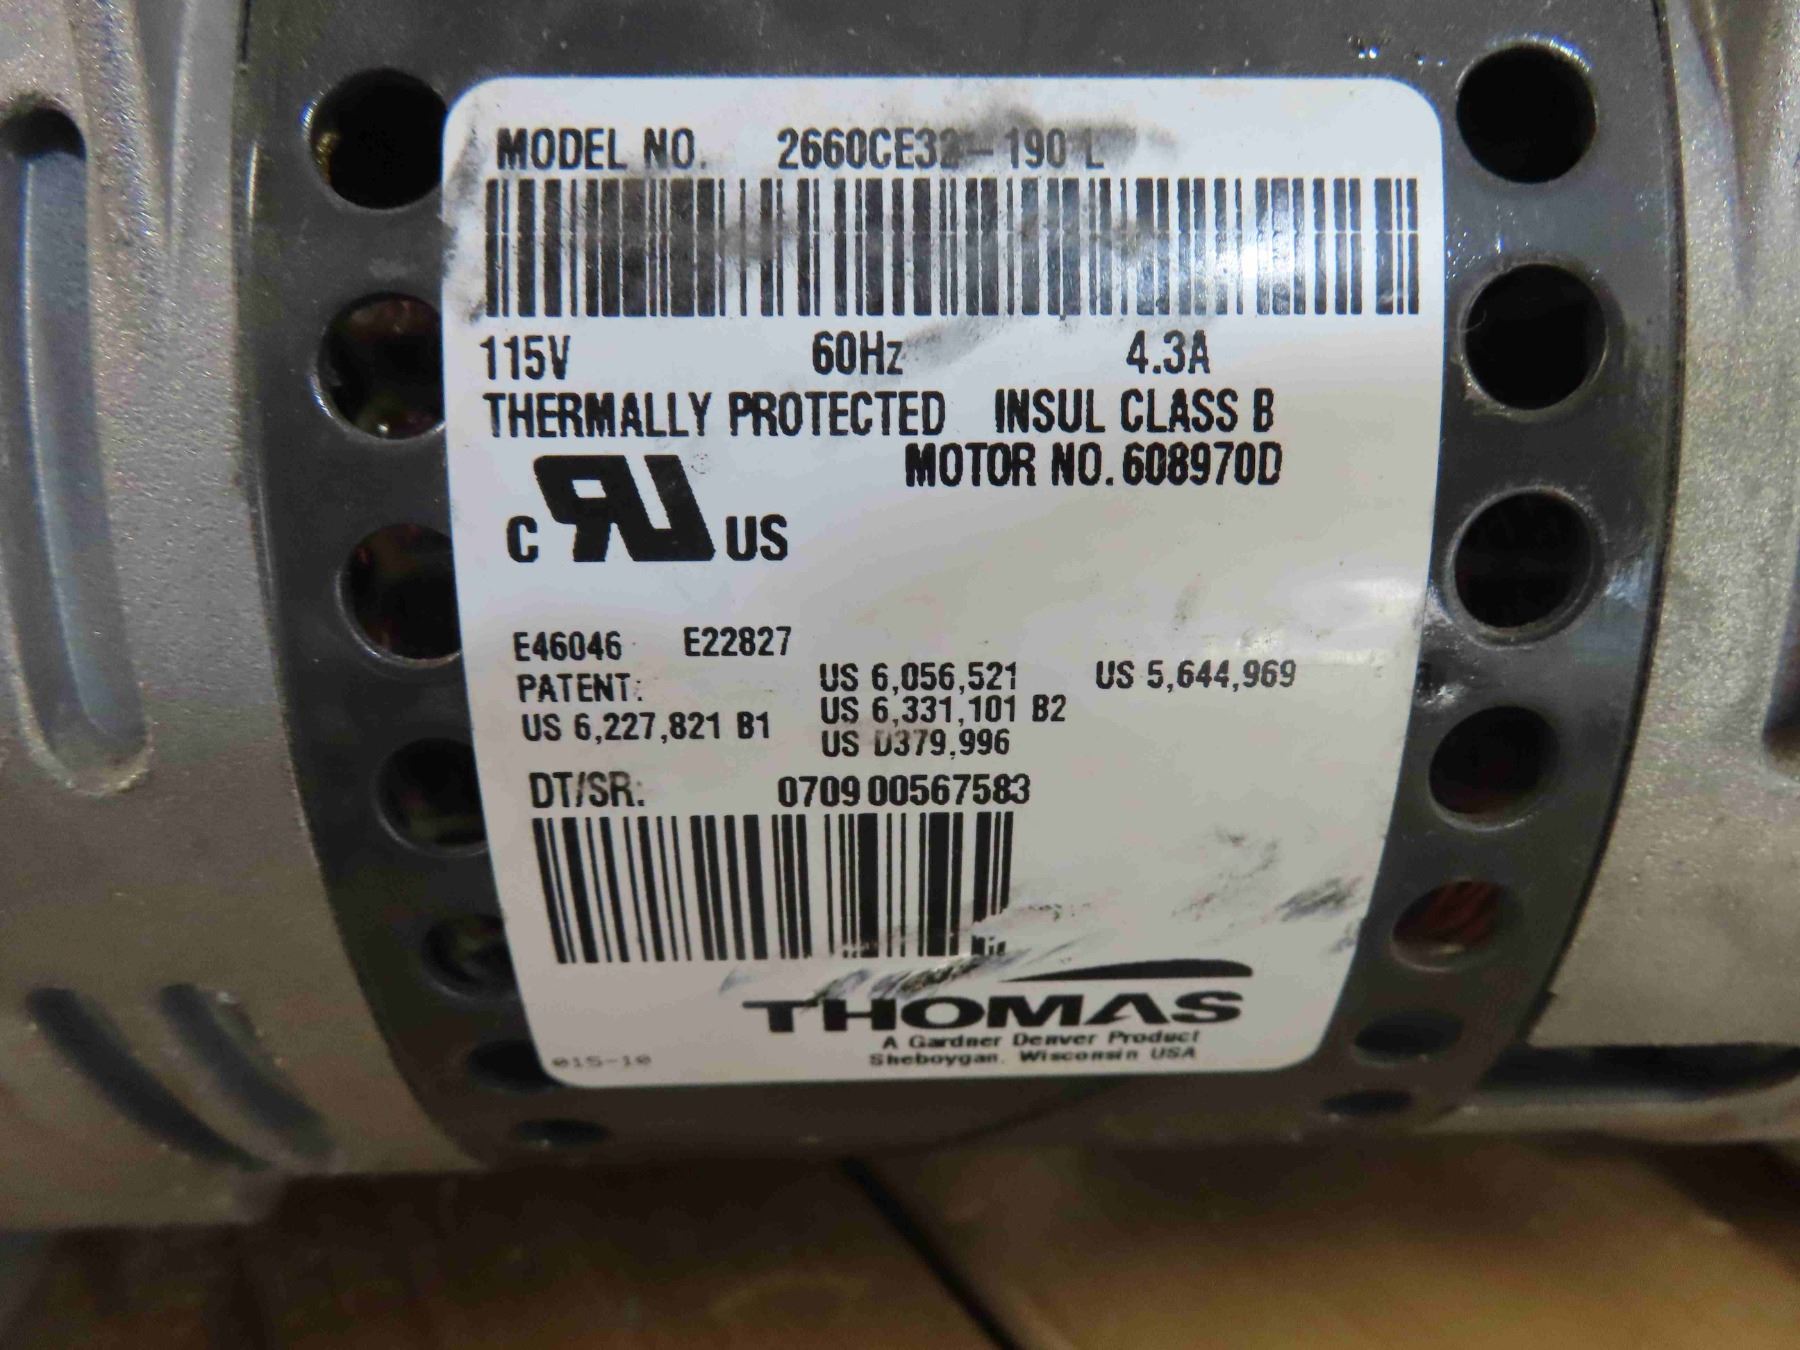 MODEL NO. 2660CE32-190 L
115V 60Hz 4.3A
THERMALLY PROTECTED INSUL CLASS B
MOTOR NO. 608970D
C RU US
E46046 E22827
PATENT: US 6,056,521 US 5,644,969
US 6,227,821 B1 US 6,331,101 B2
US D379,996
DT/SR: 0709 00567583
THOMAS
A Gardner Denver Product
Sheboygan, Wisconsin USA
015-10